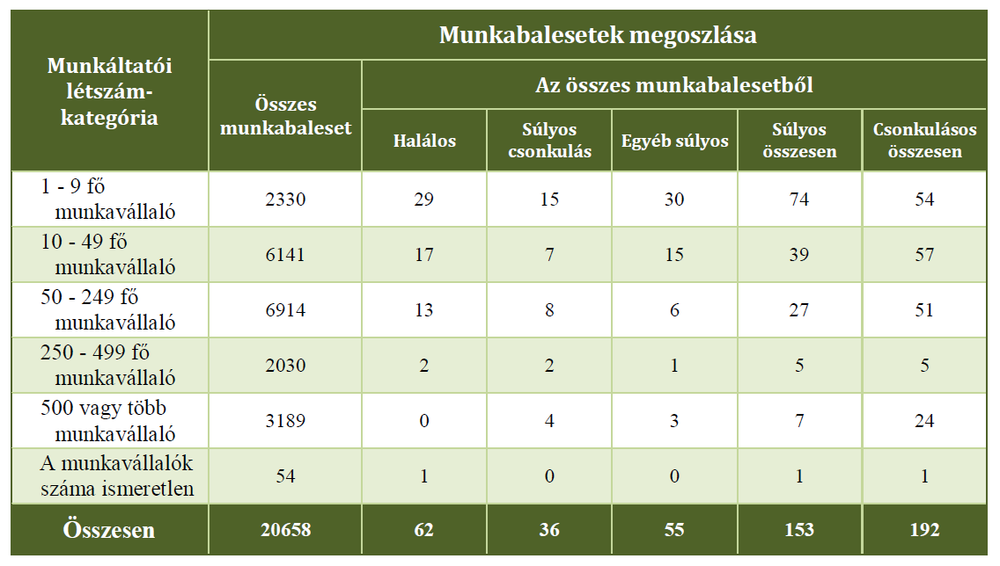 Munkáltatói
létszám-
kategória
Munkabalesetek megoszlása
Összes
munkabaleset
Az összes munkabalesetből
Halálos
Súlyos
csonkulás
Egyéb súlyos
Súlyos
összesen
Csonkulásos
összesen
1 - 9 fő
munkavállaló
2330 29 15 30 74 54
10 - 49 fő
munkavállaló
6141 17 7 15 39 57
50 - 249 fő
munkavállaló
6914 13 8 6 27 51
250 - 499 fő
munkavállaló
2030 2 2 1 5 5
500 vagy több
munkavállaló
3189 0 4 3 7 24
A munkavállalók
száma ismeretlen
54 1 0 0 1 1
Összesen 20658 62 36 55 153 192